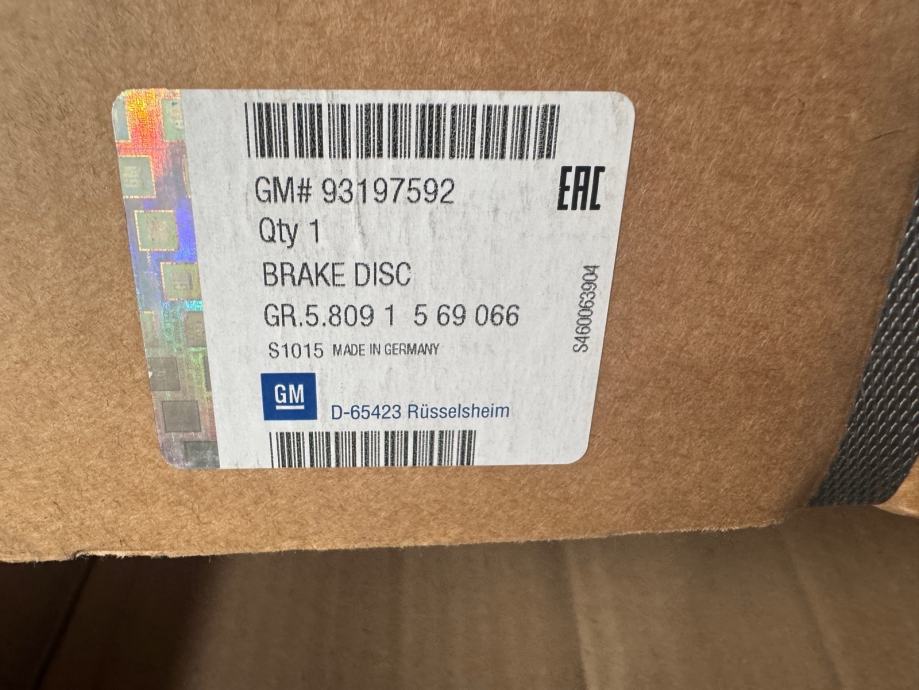 GM# 93197592
EAC
Qty 1
BRAKE DISC
GR.5.809 1 5 69 066
S460063904
S1015 MADE IN GERMANY
GM
D-65423 Rüsselsheim